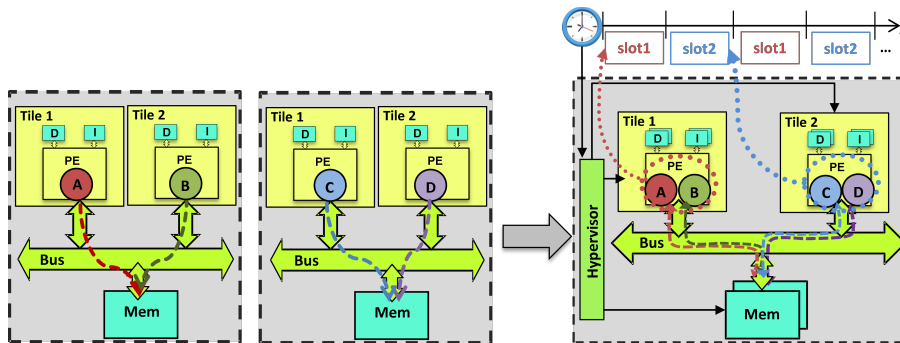 slot1
slot2
slot1
slot2
...
Tile 1
Tile 2
D
I
D
I
PE
PE
A
B
Bus
Mem
Tile 1
Tile 2
D
I
D
I
PE
PE
C
D
Bus
Mem
Hypervisor
Tile 1
Tile 2
D
I
D
I
PE
PE
A
B
C
D
Bus
Mem